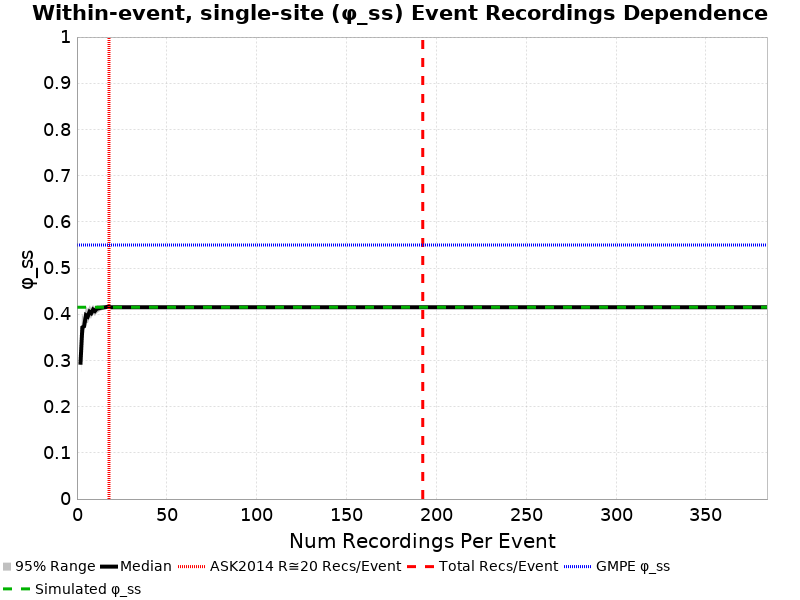 Within-event, single-site (φ_ss) Event Recordings Dependence
1
0.9
0.8
0.7
0.6
0.5
0.4
0.3
0.2
0.1
0
φ_ss
0 50 100 150 200 250 300 350
Num Recordings Per Event
95% Range Median ASK2014 R≅20 Recs/Event Total Recs/Event GMPE φ_ss
Simulated φ_ss